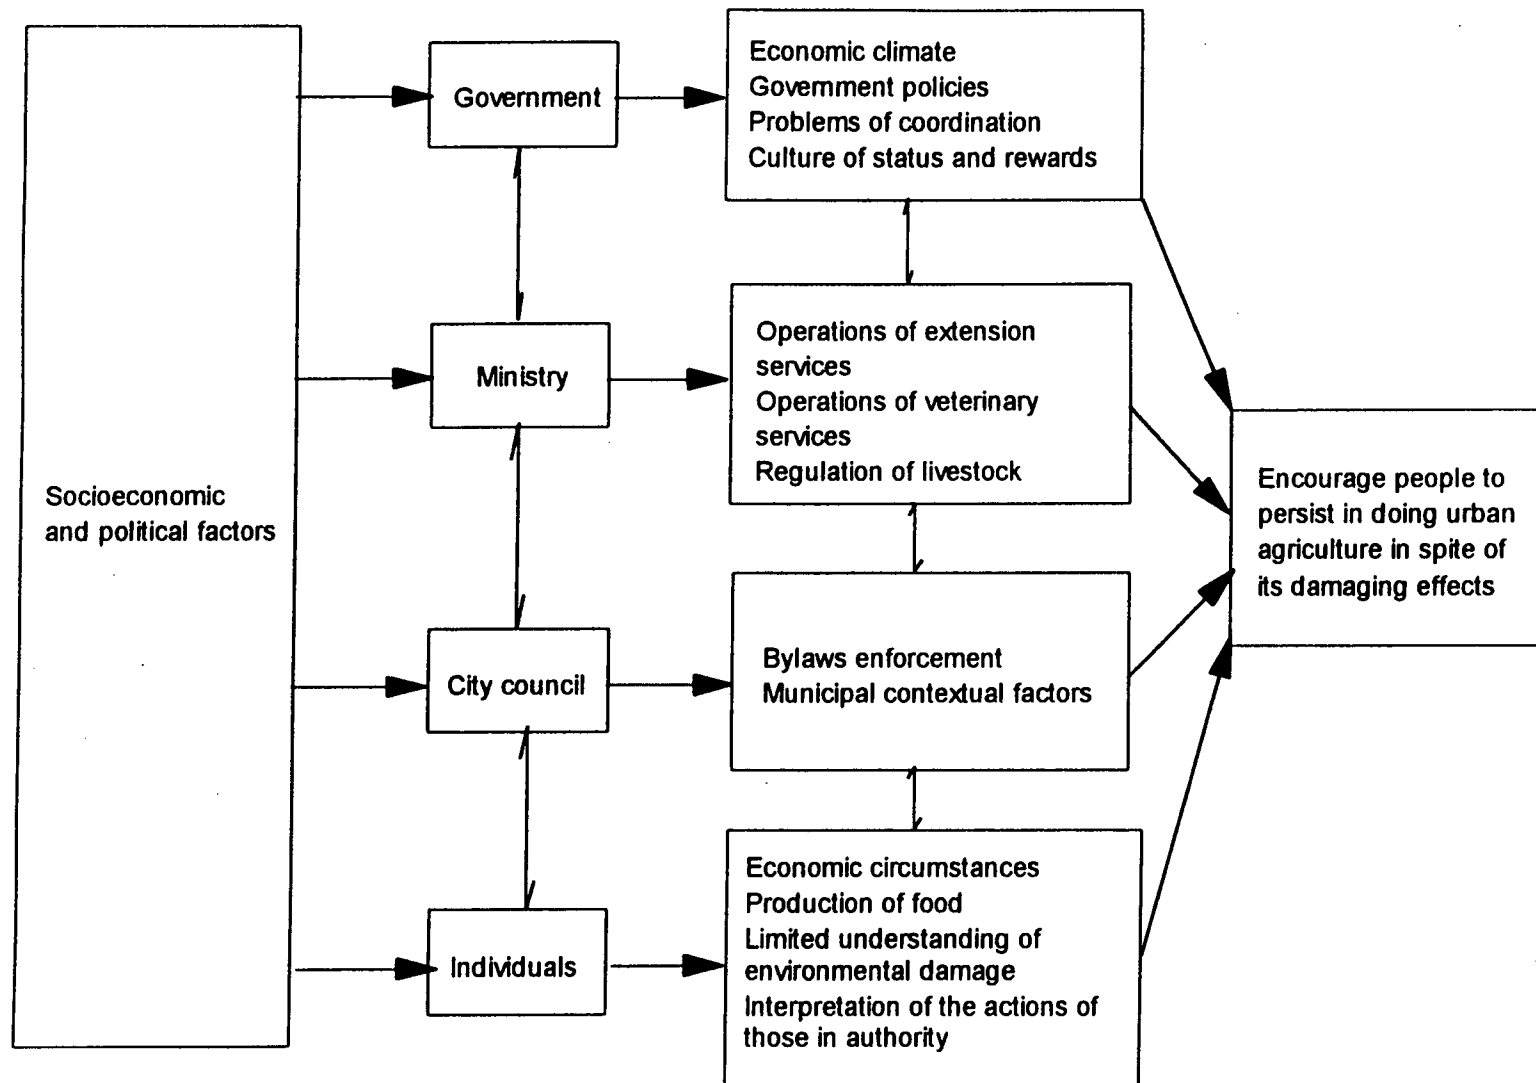 Socioeconomic
and political factors
Government
Ministry
City council
Individuals
Economic climate
Government policies
Problems of coordination
Culture of status and rewards
Operations of extension
services
Operations of veterinary
services
Regulation of livestock
Bylaws enforcement
Municipal contextual factors
Economic circumstances
Production of food
Limited understanding of
environmental damage
Interpretation of the actions of
those in authority
Encourage people to
persist in doing urban
agriculture in spite of
its damaging effects